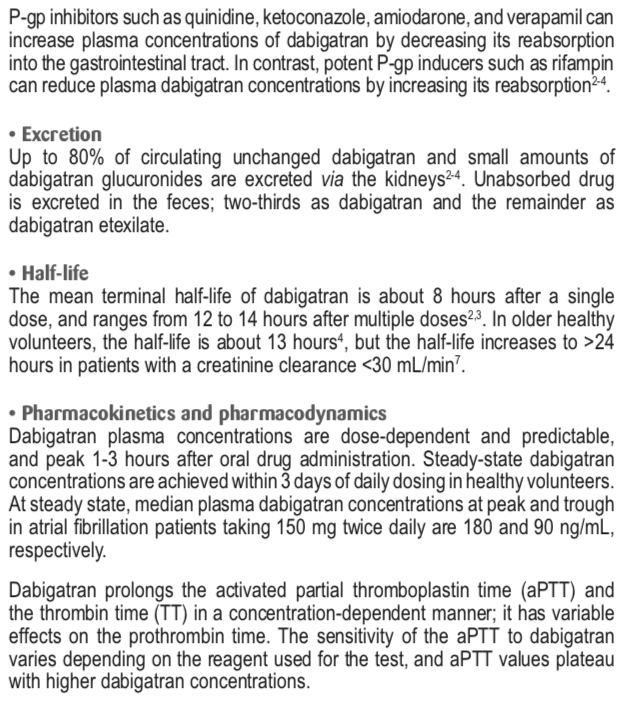 P-gp inhibitors such as quinidine, ketoconazole, amiodarone, and verapamil can
increase plasma concentrations of dabigatran by decreasing its reabsorption
into the gastrointestinal tract. In contrast, potent P-gp inducers such as rifampin
can reduce plasma dabigatran concentrations by increasing its reabsorption2-4.
• Excretion
Up to 80% of circulating unchanged dabigatran and small amounts of
dabigatran glucuronides are excreted via the kidneys2-4. Unabsorbed drug
is excreted in the feces; two-thirds as dabigatran and the remainder as
dabigatran etexilate.
• Half-life
The mean terminal half-life of dabigatran is about 8 hours after a single
dose, and ranges from 12 to 14 hours after multiple doses2,3. In older healthy
volunteers, the half-life is about 13 hours4, but the half-life increases to >24
hours in patients with a creatinine clearance <30 mL/min7.
• Pharmacokinetics and pharmacodynamics
Dabigatran plasma concentrations are dose-dependent and predictable,
and peak 1-3 hours after oral drug administration. Steady-state dabigatran
concentrations are achieved within 3 days of daily dosing in healthy volunteers.
At steady state, median plasma dabigatran concentrations at peak and trough
in atrial fibrillation patients taking 150 mg twice daily are 180 and 90 ng/mL,
respectively.
Dabigatran prolongs the activated partial thromboplastin time (aPTT) and
the thrombin time (TT) in a concentration-dependent manner; it has variable
effects on the prothrombin time. The sensitivity of the aPTT to dabigatran
varies depending on the reagent used for the test, and aPTT values plateau
with higher dabigatran concentrations.